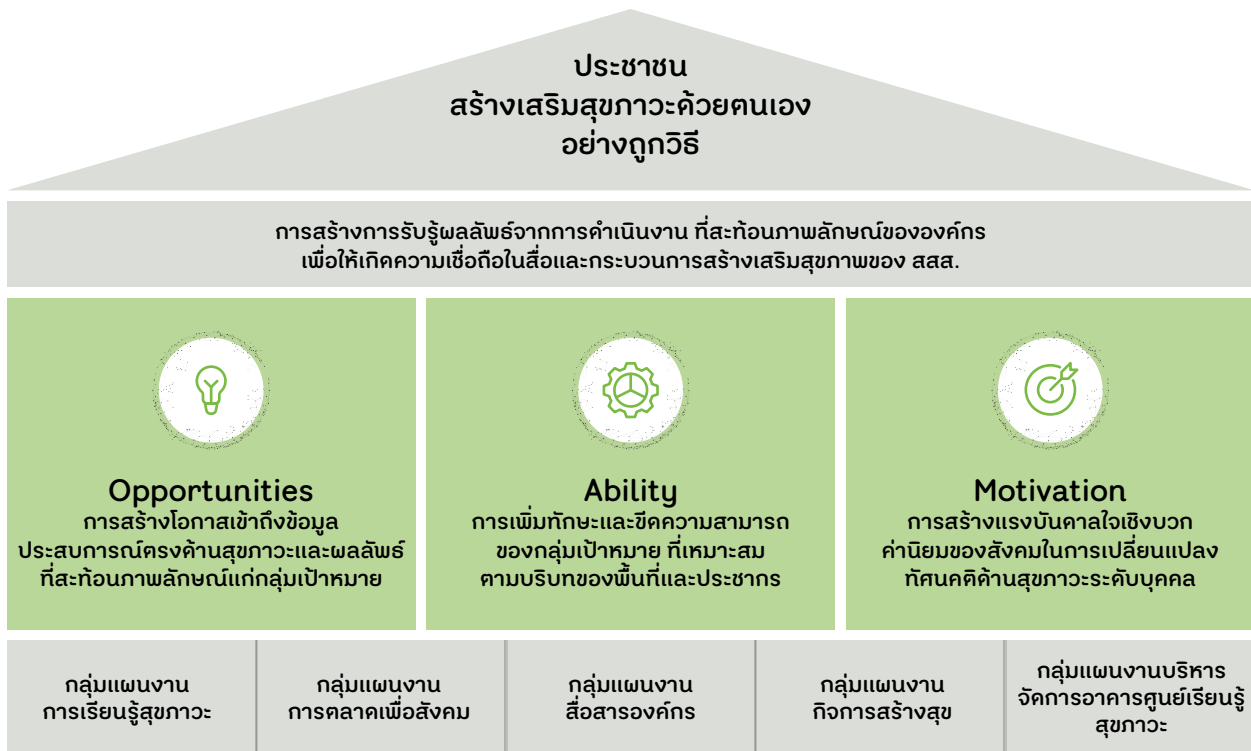 ประชาชน
สร้างเสริมสุขภาวะด้วยตนเอง
อย่างถูกวิธี
การสร้างการรับรู้ผลลัพธ์จากการดำเนินงาน ที่สะท้อนภาพลักษณ์ขององค์กร
เพื่อให้เกิดความเชื่อถือในสื่อและกระบวนการสร้างเสริมสุขภาพของ สสส.
Opportunities
การสร้างโอกาสเข้าถึงข้อมูล
ประสบการณ์ตรงด้านสุขภาวะและผลลัพธ์
ที่สะท้อนภาพลักษณ์แก่กลุ่มเป้าหมาย
Ability
การเพิ่มทักษะและขีดความสามารถ
ของกลุ่มเป้าหมาย ที่เหมาะสม
ตามบริบทของพื้นที่และประชากร
Motivation
การสร้างแรงบันดาลใจเชิงบวก
ค่านิยมของสังคมในการเปลี่ยนแปลง
ทัศนคติด้านสุขภาวะระดับบุคคล
กลุ่มแผนงาน
การเรียนรู้สุขภาวะ
กลุ่มแผนงาน
การตลาดเพื่อสังคม
กลุ่มแผนงาน
สื่อสารองค์กร
กลุ่มแผนงาน
กิจการสร้างสุข
กลุ่มแผนงานบริหาร
จัดการอาคารศูนย์เรียนรู้
สุขภาวะ